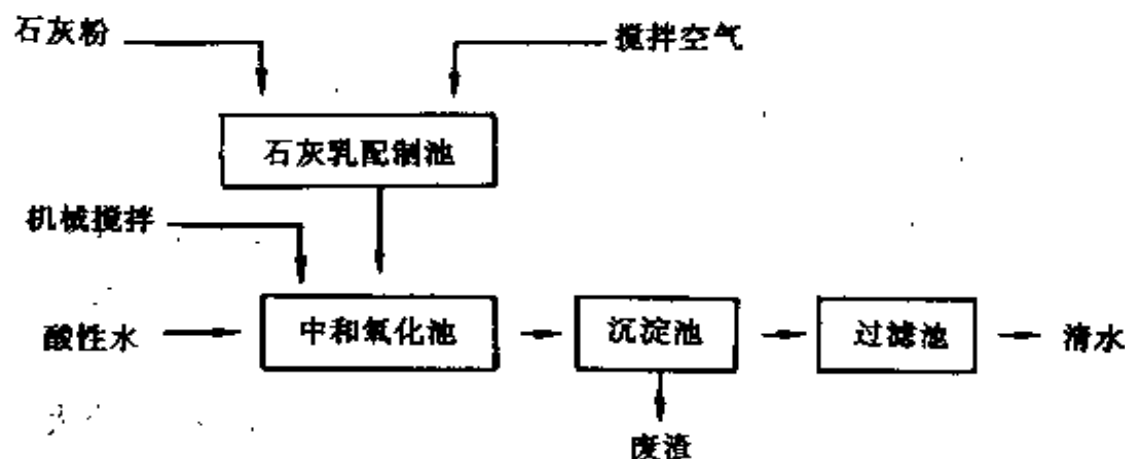 石灰粉
搅拌空气
石灰乳配制池
机械搅拌
酸性水
中和氧化池
沉淀池
过滤池
清水
废渣